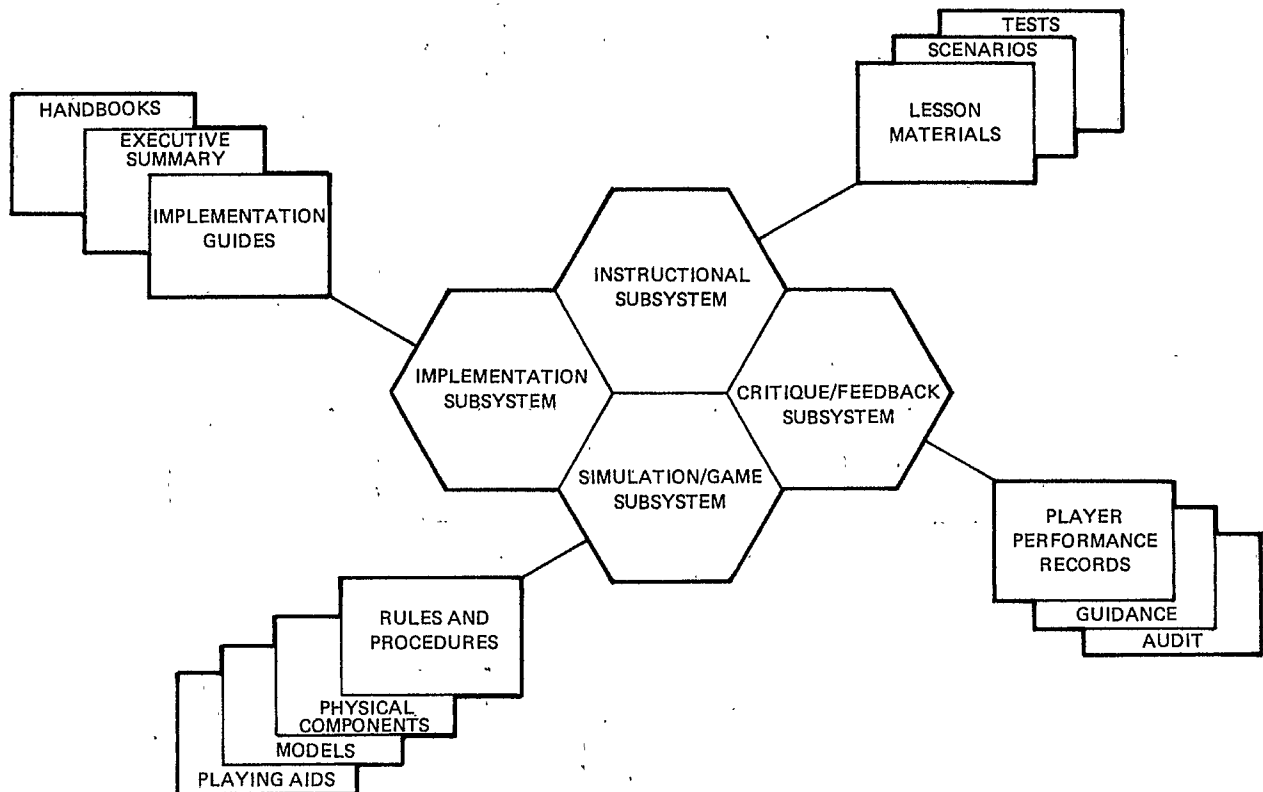 TESTS
SCENARIOS
LESSON
MATERIALS
HANDBOOKS
EXECUTIVE
SUMMARY
IMPLEMENTATION
GUIDES
INSTRUCTIONAL
SUBSYSTEM
IMPLEMENTATION
SUBSYSTEM
CRITIQUE/FEEDBACK
SUBSYSTEM
SIMULATION/GAME
SUBSYSTEM
PLAYER
PERFORMANCE
RECORDS
GUIDANCE
AUDIT
RULES AND
PROCEDURES
PHYSICAL
COMPONENTS
MODELS
PLAYING AIDS